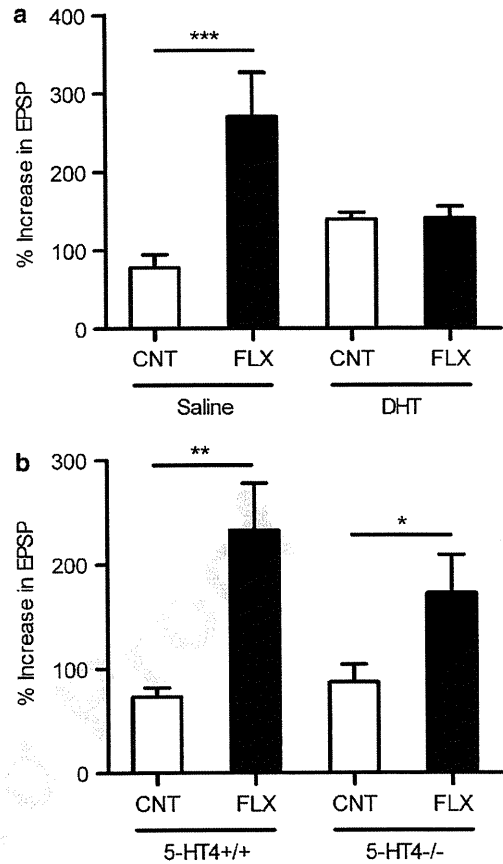 a
% Increase in EPSP
400
300
200
100
0
***
CNT FLX CNT FLX
Saline DHT
b
% Increase in EPSP
300
200
100
0
**
*
CNT FLX CNT FLX
5-HT4+/+ 5-HT4-/-